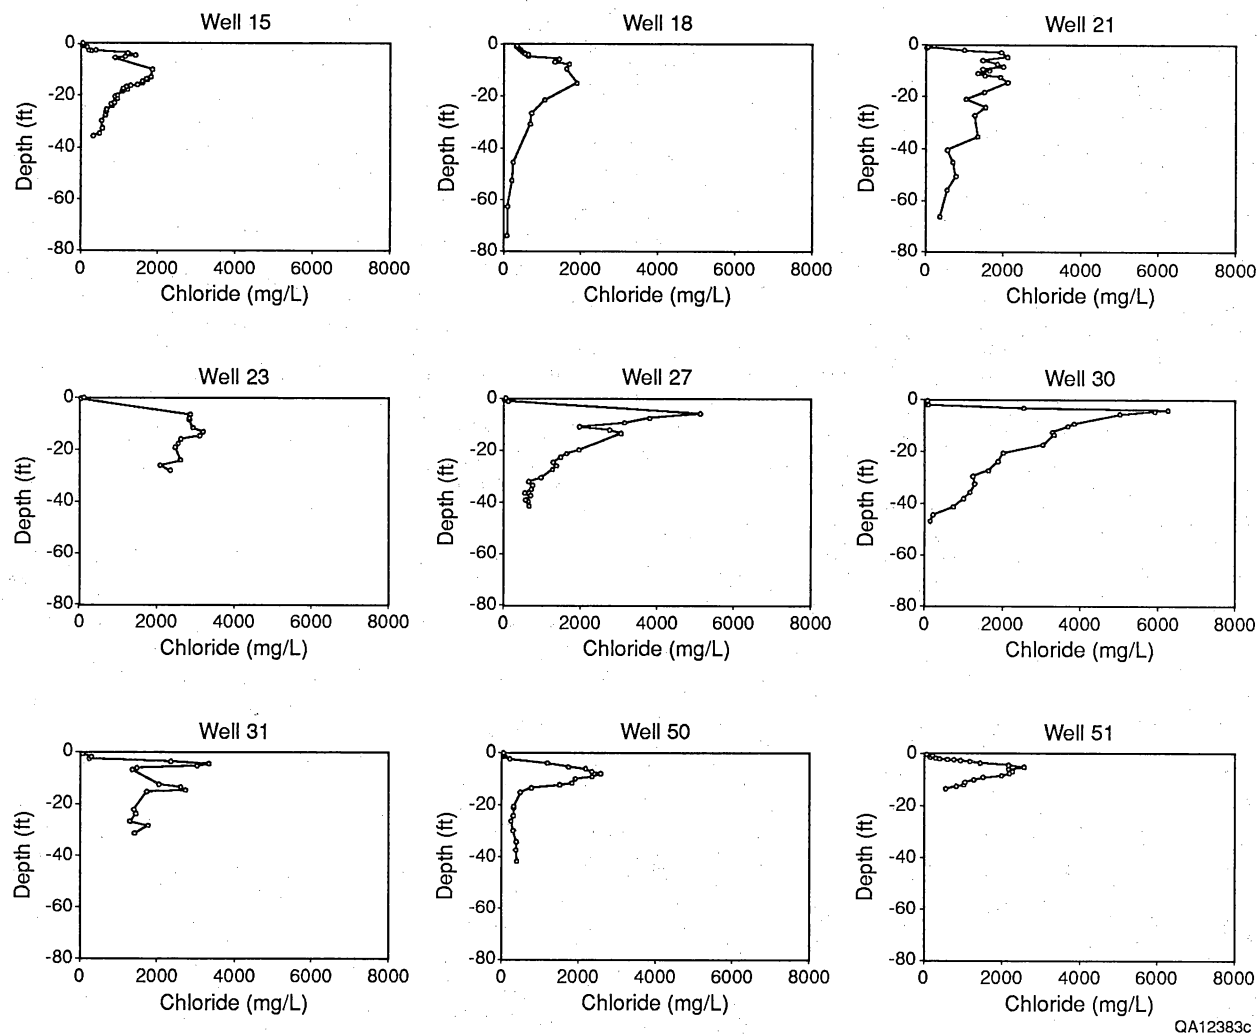 Well 15
0
-20
-40
-60
-80
Depth (ft)
0 2000 4000 6000 8000
Chloride (mg/L)
Well 18
0
-20
-40
-60
-80
Depth (ft)
0 2000 4000 6000 8000
Chloride (mg/L)
Well 21
0
-20
-40
-60
-80
Depth (ft)
0 2000 4000 6000 8000
Chloride (mg/L)
Well 23
0
-20
-40
-60
-80
Depth (ft)
0 2000 4000 6000 8000
Chloride (mg/L)
Well 27
0
-20
-40
-60
-80
Depth (ft)
0 2000 4000 6000 8000
Chloride (mg/L)
Well 30
0
-20
-40
-60
-80
Depth (ft)
0 2000 4000 6000 8000
Chloride (mg/L)
Well 31
0
-20
-40
-60
-80
Depth (ft)
0 2000 4000 6000 8000
Chloride (mg/L)
Well 50
0
-20
-40
-60
-80
Depth (ft)
0 2000 4000 6000 8000
Chloride (mg/L)
Well 51
0
-20
-40
-60
-80
Depth (ft)
0 2000 4000 6000 8000
Chloride (mg/L)
QA12383c